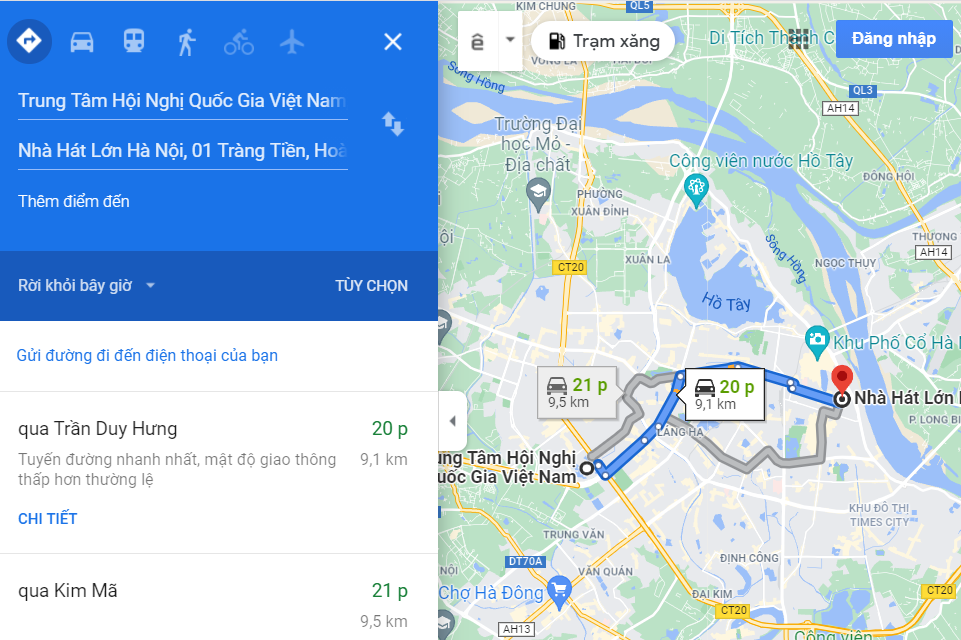 Trung Tâm Hội Nghị Quốc Gia Việt Nam
Nhà Hát Lớn Hà Nội, 01 Tràng Tiền, Hoà
Thêm điểm đến
Rời khỏi bây giờ
TÙY CHỌN
Gửi đường đi đến điện thoại của bạn
qua Trần Duy Hưng
20 p
Tuyến đường nhanh nhất, mật độ giao thông
9,1 km
thấp hơn thường lệ
CHI TIẾT
qua Kim Mã
21 p
9,5 km
KIM CHUNG
QL5
ê
Trạm xăng
Di Tích Thành C
Đăng nhập
VÕNG LA
HẢI BỐI
Sông Hồng
QL3
AH14
Trường Đại
học Mỏ -
Địa chất
Công viên nước Hồ Tây
ĐÔNG HỘI
PHƯỜNG
XUÂN ĐỈNH
ội
THƯỢNG
AH14
Sông Hồng
XUÂN LA
NGỌC THỤY
CT20
Hồ Tây
Khu Phố Cổ Hà N
21 p
9,5 km
20 p
9,1 km
Nhà Hát Lớn H
P. LONG BI
LÁNG HẠ
ung Tâm Hội Nghị
uốc Gia Việt Nam
KHU ĐÔ THỊ
TIMES CITY
TRUNG VĂN
DT70A
ĐỊNH CÔNG
NÔI
VĂN QUÁN
Chợ Hà Đông
ĐẠI KIM
CT20
CT20
AH13
Công viên